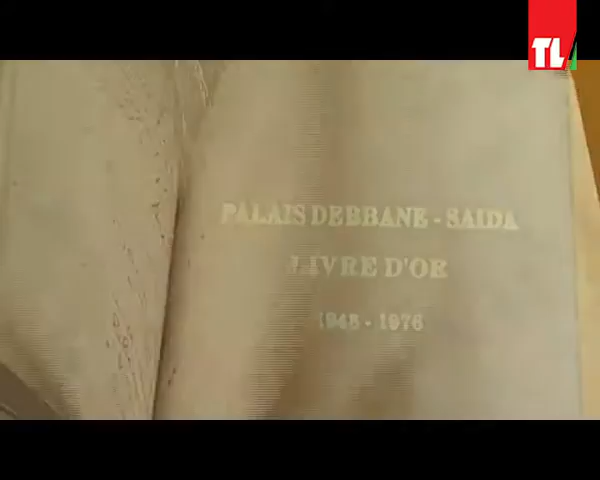 TL
PALAIS DEBBANE - SAIDA
LIVRE D'OR
1945 - 1976